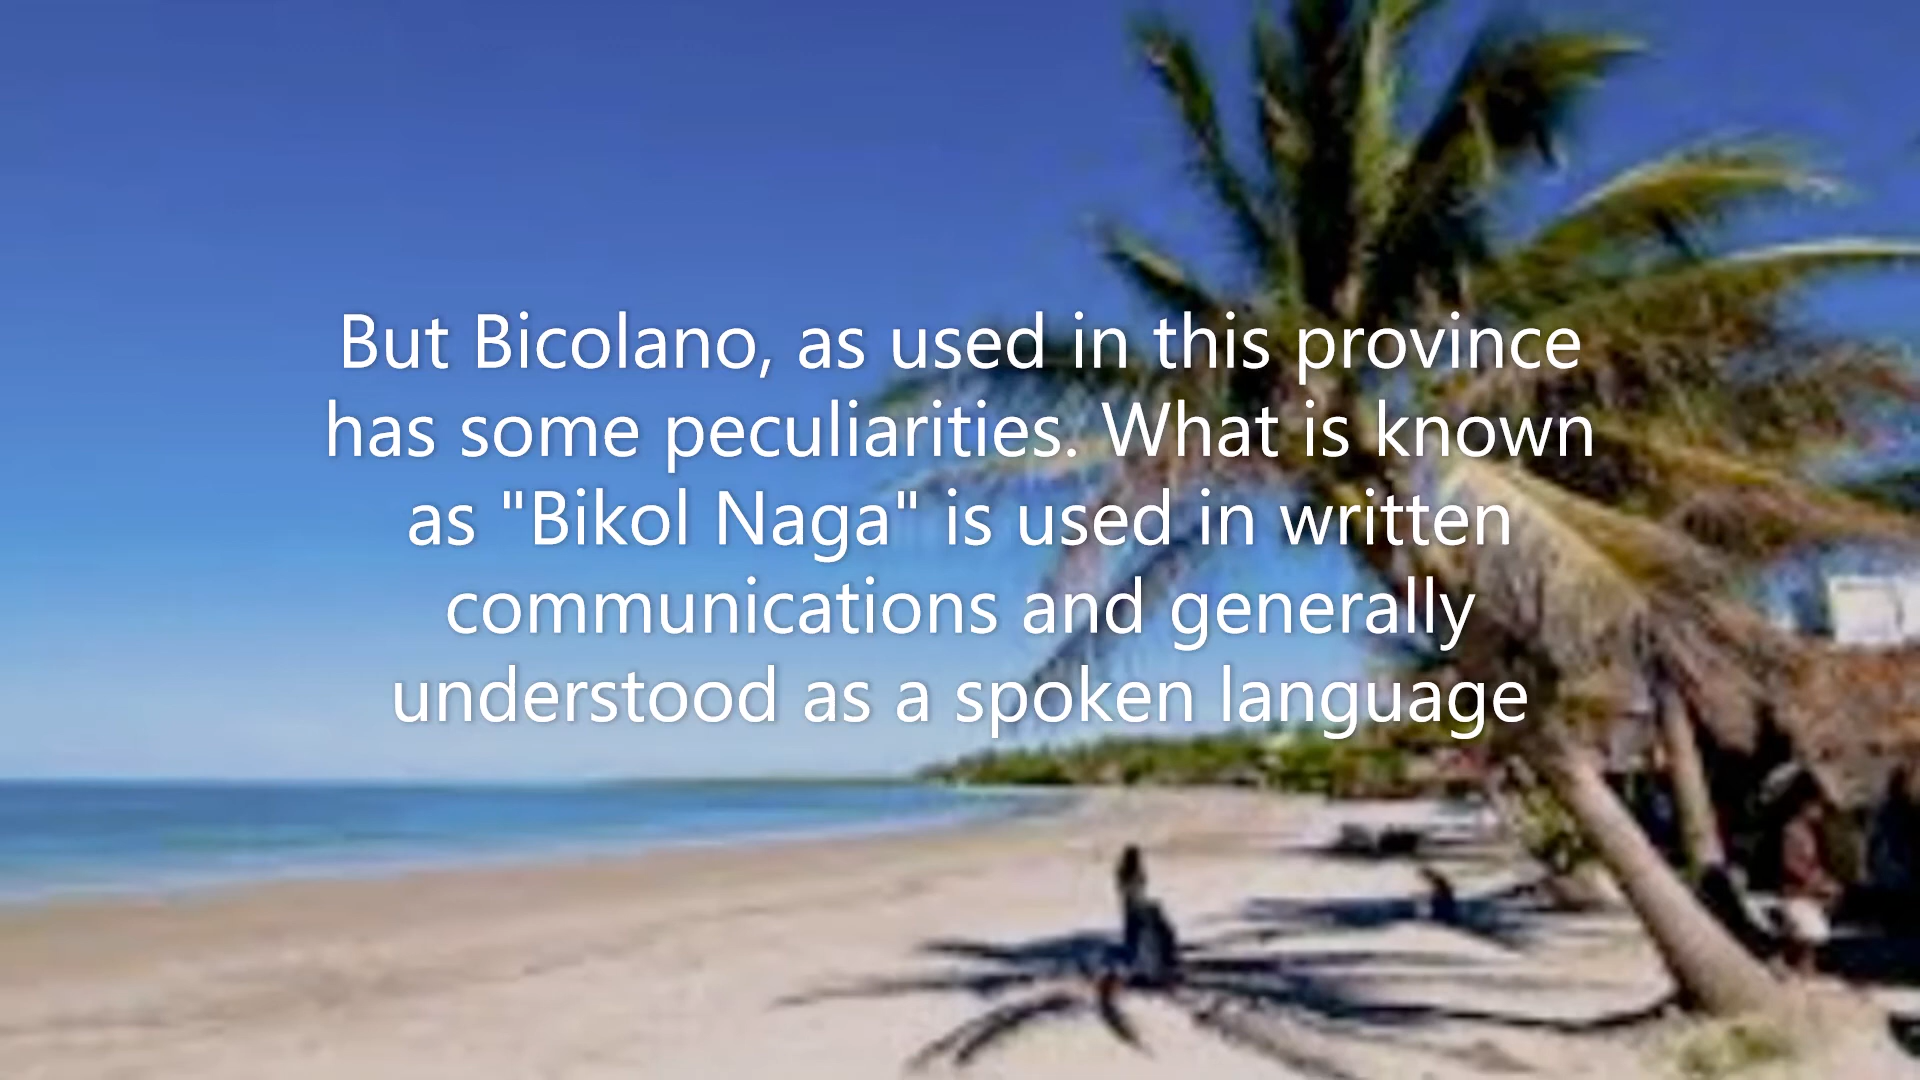 But Bicolano, as used in this province
has some peculiarities. What is known
as "Bikol Naga" is used in written
communications and generally
understood as a spoken language